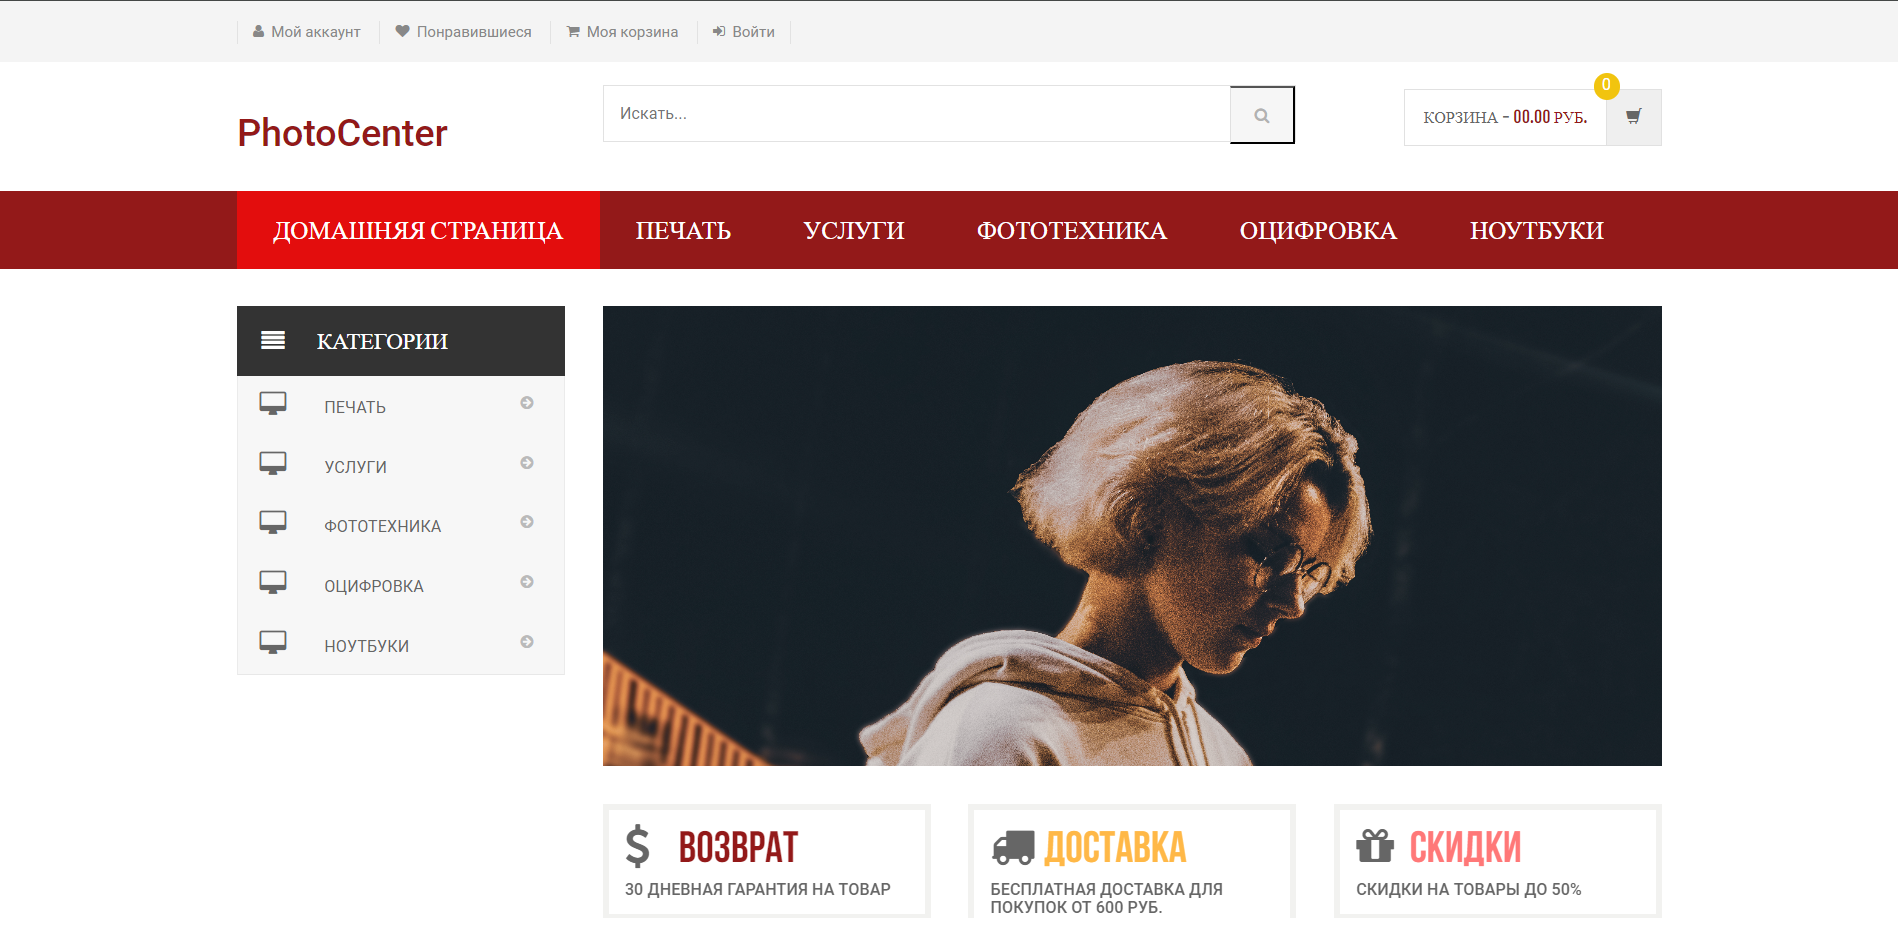 Мой аккаунт
Понравившиеся
Моя корзина
Войти
PhotoCenter
Искать...
КОРЗИНА - 00.00 РУБ.
0
ДОМАШНЯЯ СТРАНИЦА
ПЕЧАТЬ
УСЛУГИ
ФОТОТЕХНИКА
ОЦИФРОВКА
НОУТБУКИ
КАТЕГОРИИ
ПЕЧАТЬ
УСЛУГИ
ФОТОТЕХНИКА
ОЦИФРОВКА
НОУТБУКИ
ВОЗВРАТ
30 ДНЕВНАЯ ГАРАНТИЯ НА ТОВАР
ДОСТАВКА
БЕСПЛАТНАЯ ДОСТАВКА ДЛЯ
ПОКУПОК ОТ 600 РУБ.
СКИДКИ
СКИДКИ НА ТОВАРЫ ДО 50%